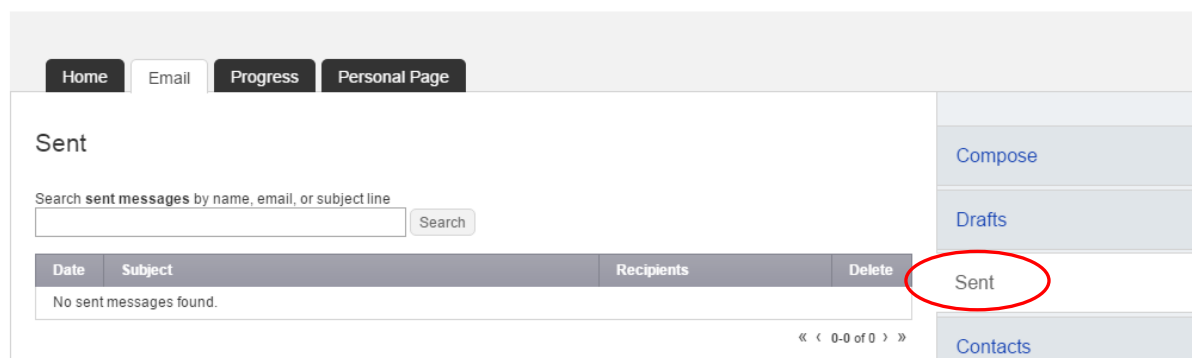 Home Email Progress Personal Page
Sent
Search sent messages by name, email, or subject line
Search
Date Subject Recipients Delete
No sent messages found.
« ‹ 0-0 of 0 › »
Compose
Drafts
Sent
Contacts